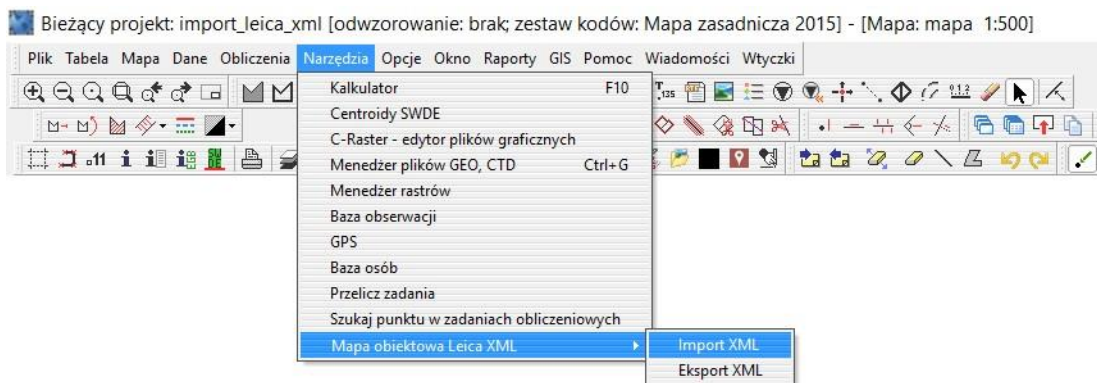 Bieżący projekt: import_leica_xml [odwzorowanie: brak; zestaw kodów: Mapa zasadnicza 2015] - [Mapa: mapa 1:500]
Plik Tabela Mapa Dane Obliczenia Narzędzia Opcje Okno Raporty GIS Pomoc Wiadomości Wtyczki
Kalkulator F10
Centroidy SWDE
C-Raster - edytor plików graficznych
Menedżer plików GEO, CTD Ctrl+G
Menedżer rastrów
Baza obserwacji
GPS
Baza osób
Przelicz zadania
Szukaj punktu w zadaniach obliczeniowych
Mapa obiektowa Leica XML
Import XML
Eksport XML